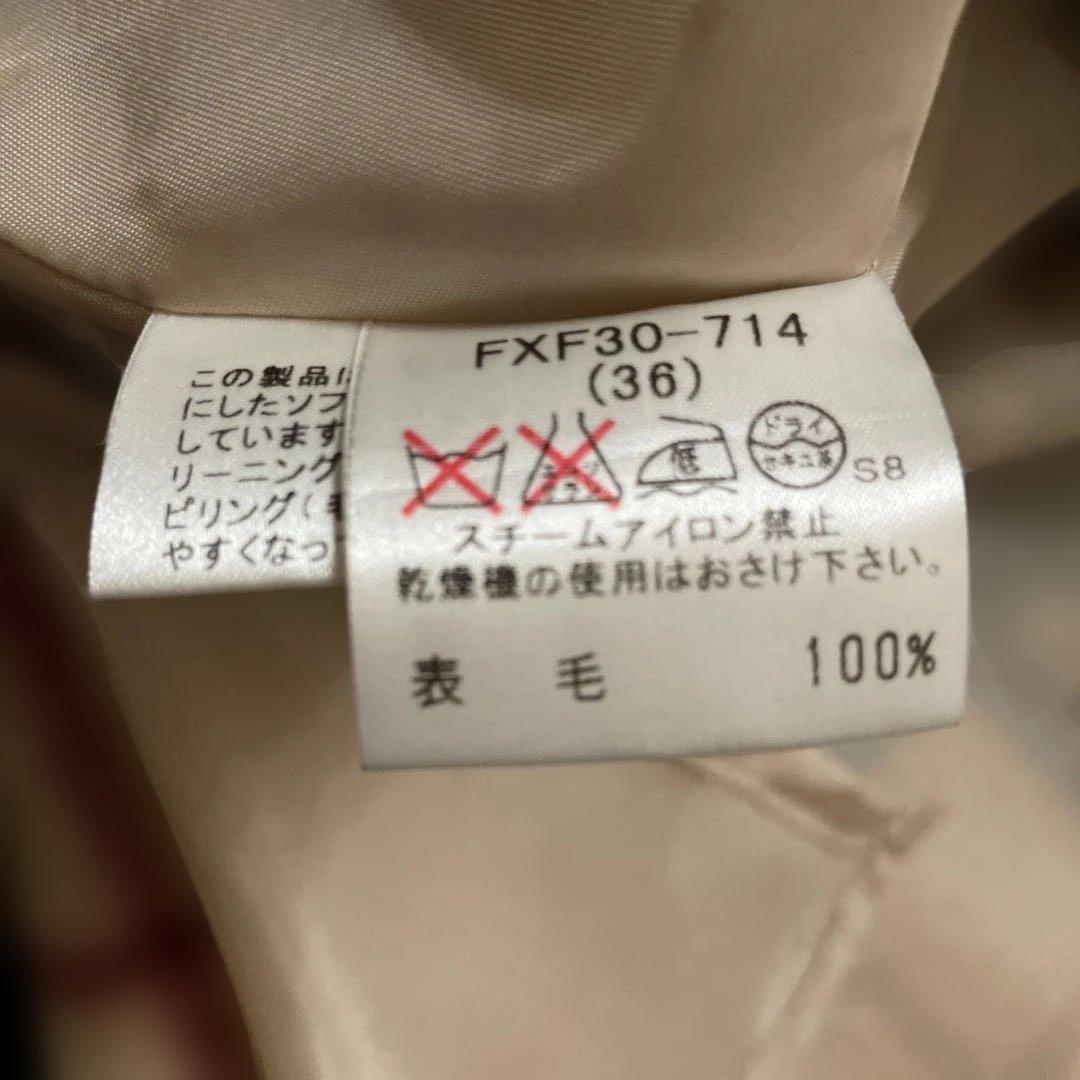 FXF30-714
(36)
低
ドライ
セキユ系
S8
スチームアイロン禁止
乾燥機の使用はおさけ下さい。
表 毛 100%
この製品に
にしたソフ
しています
リーニング
ピリング(毛
やすくなっ